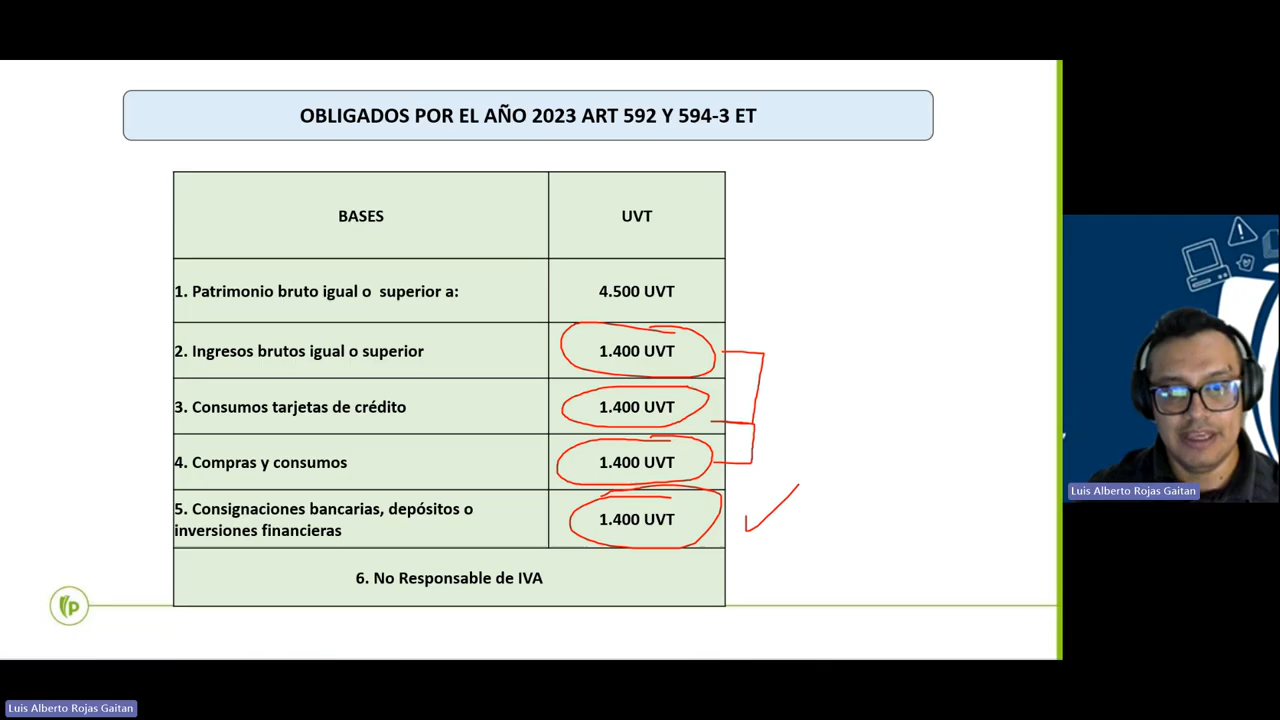 OBLIGADOS POR EL AÑO 2023 ART 592 Y 594-3 ET
BASES
UVT
1. Patrimonio bruto igual o superior a:
4.500 UVT
2. Ingresos brutos igual o superior
1.400 UVT
3. Consumos tarjetas de crédito
1.400 UVT
4. Compras y consumos
1.400 UVT
5. Consignaciones bancarias, depósitos o
inversiones financieras
1.400 UVT
6. No Responsable de IVA
p
Luis Alberto Rojas Gaitan
Luis Alberto Rojas Gaitan